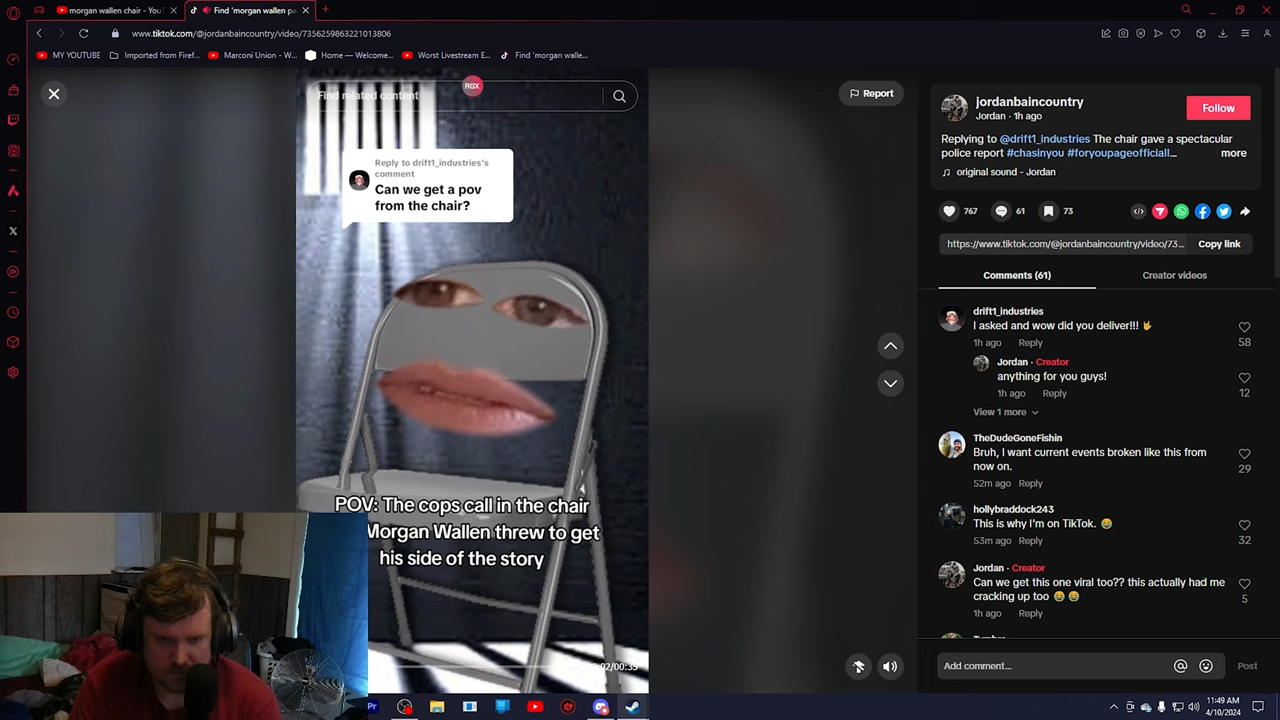 morgan wallen chair - YouT
Find 'morgan wallen pa
www.tiktok.com/@jordanbaincountry/video/7356259863221013806
MY YOUTUBE
Imported from Firef...
Marconi Union - W...
Home — Welcome...
Worst Livestream E...
Find 'morgan walle...
RGX
Find related content
Report
Reply to drift1_industries's
comment
Can we get a pov
from the chair?
POV: The cops call in the chair
Morgan Wallen threw to get
his side of the story
/00:35
jordanbaincountry
Jordan · 1h ago
Follow
Replying to @drift1_industries The chair gave a spectacular
police report #chasinyou #foryoupageofficiall...
more
original sound - Jordan
767
61
73
https://www.tiktok.com/@jordanbaincountry/video/73...
Copy link
Comments (61)
Creator videos
drift1_industries
I asked and wow did you deliver!!!
1h ago
Reply
58
Jordan · Creator
anything for you guys!
1h ago
Reply
12
View 1 more
TheDudeGoneFishin
Bruh, I want current events broken like this from
now on.
52m ago
Reply
29
hollybraddock243
This is why I'm on TikTok. 😂
53m ago
Reply
32
Jordan · Creator
Can we get this one viral too?? this actually had me
cracking up too 😂 😂
1h ago
Reply
5
Add comment...
Post
Pr
11:49 AM
4/10/2024